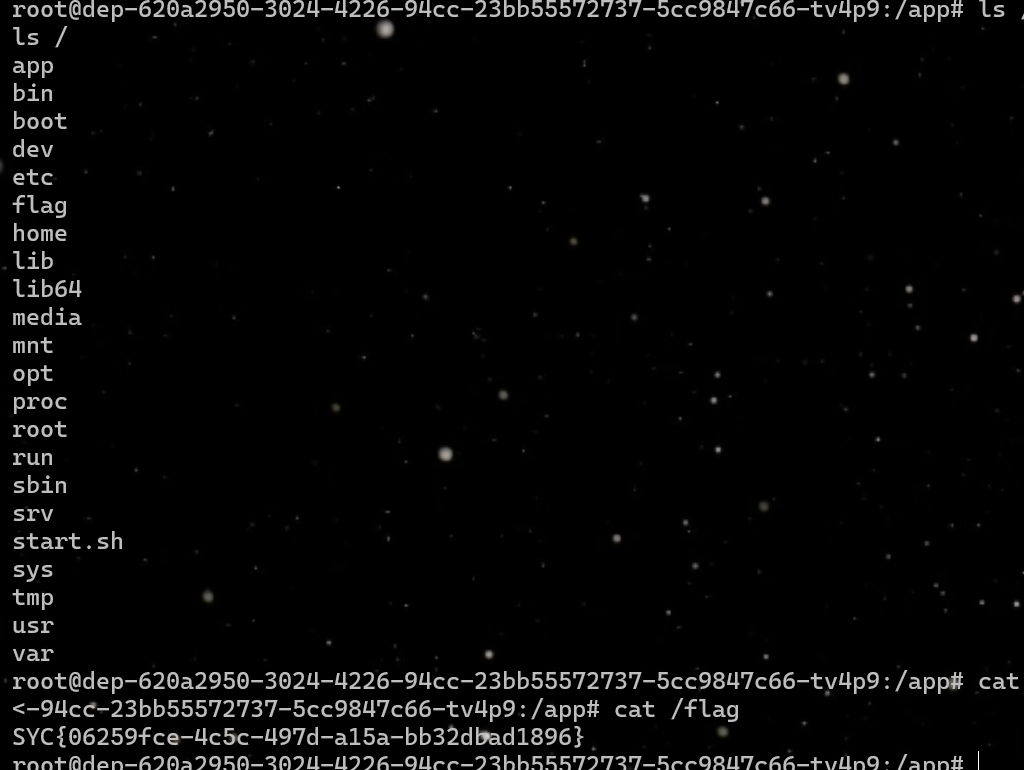 root@dep-620a2950-3024-4226-94cc-23bb55572737-5cc9847c66-tv4p9:/app# ls /
ls /
app
bin
boot
dev
etc
flag
home
lib
lib64
media
mnt
opt
proc
root
run
sbin
srv
start.sh
sys
tmp
usr
var
root@dep-620a2950-3024-4226-94cc-23bb55572737-5cc9847c66-tv4p9:/app# cat
<-94cc-23bb55572737-5cc9847c66-tv4p9:/app# cat /flag
SYC{06259fce-4c5c-497d-a15a-bb32dbad1896}
root@dep-620a2950-3024-4226-94cc-23bb55572737-5cc9847c66-tv4p9:/app#